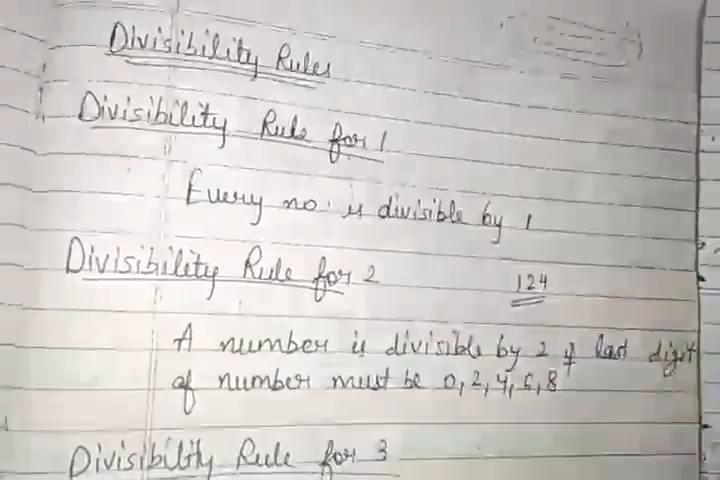 Divisibility Rules
Divisibility Rule for 1
Every no. is divisible by 1
Divisibility Rule for 2
124
A number is divisible by 2 if last digit
of number must be 0, 2, 4, 6, 8
Divisibility Rule for 3